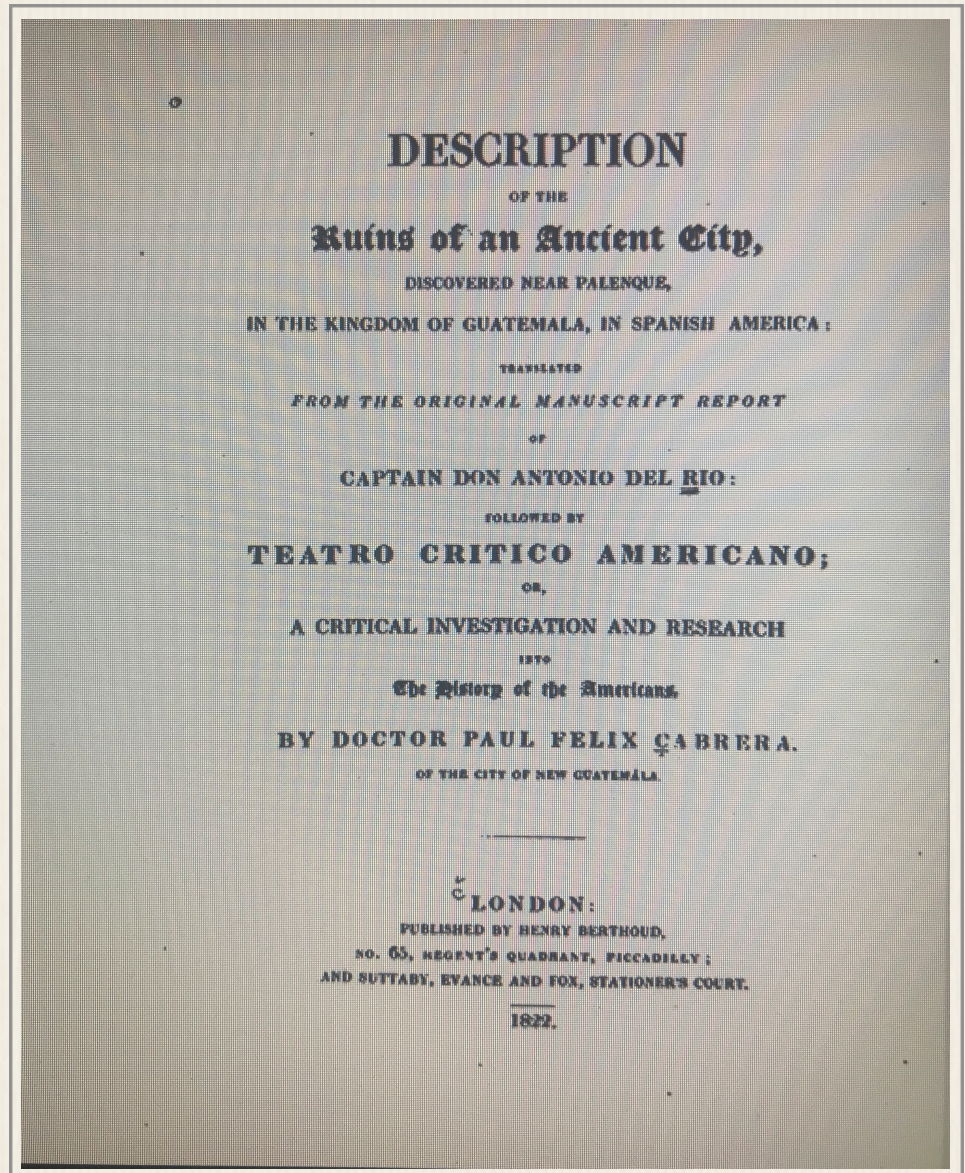 DESCRIPTION
OF THE
Ruins of an Ancient City,
DISCOVERED NEAR PALENQUE,
IN THE KINGDOM OF GUATEMALA, IN SPANISH AMERICA:
TRANSLATED
FROM THE ORIGINAL MANUSCRIPT REPORT
OF
CAPTAIN DON ANTONIO DEL RIO:
FOLLOWED BY
TEATRO CRITICO AMERICANO;
OR,
A CRITICAL INVESTIGATION AND RESEARCH
INTO
The History of the Americans,
BY DOCTOR PAUL FELIX CABRERA.
OF THE CITY OF NEW GUATEMALA.
LONDON:
PUBLISHED BY HENRY BERTHOUD,
NO. 65, REGENT'S QUADRANT, PICCADILLY;
AND SUTTABY, EVANCE AND FOX, STATIONER'S COURT.
1822.